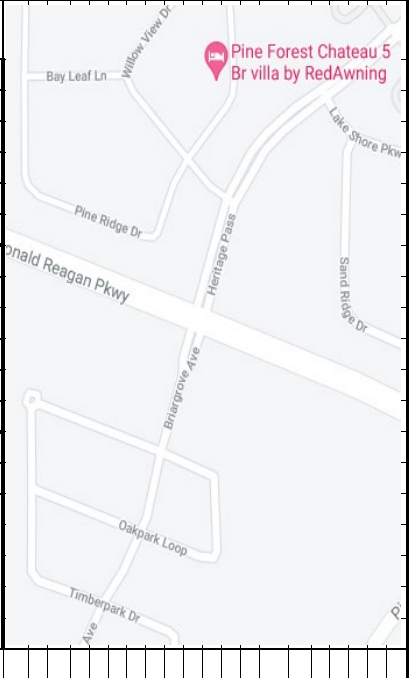 Willow View Dr
Pine Forest Chateau 5
Br villa by RedAwning
Bay Leaf Ln
Lake Shore Pkw
Pine Ridge Dr
Heritage Pass
onald Reagan Pkwy
Sand Ridge Dr
Briargrove Ave
Oakpark Loop
Timberpark Dr
Ave